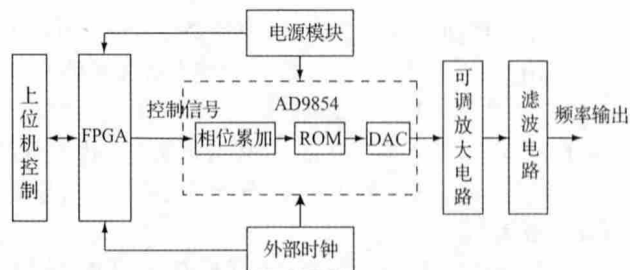 电源模块
上位机控制
FPGA
控制信号
AD9854
相位累加
ROM
DAC
可调放大电路
滤波电路
频率输出
外部时钟